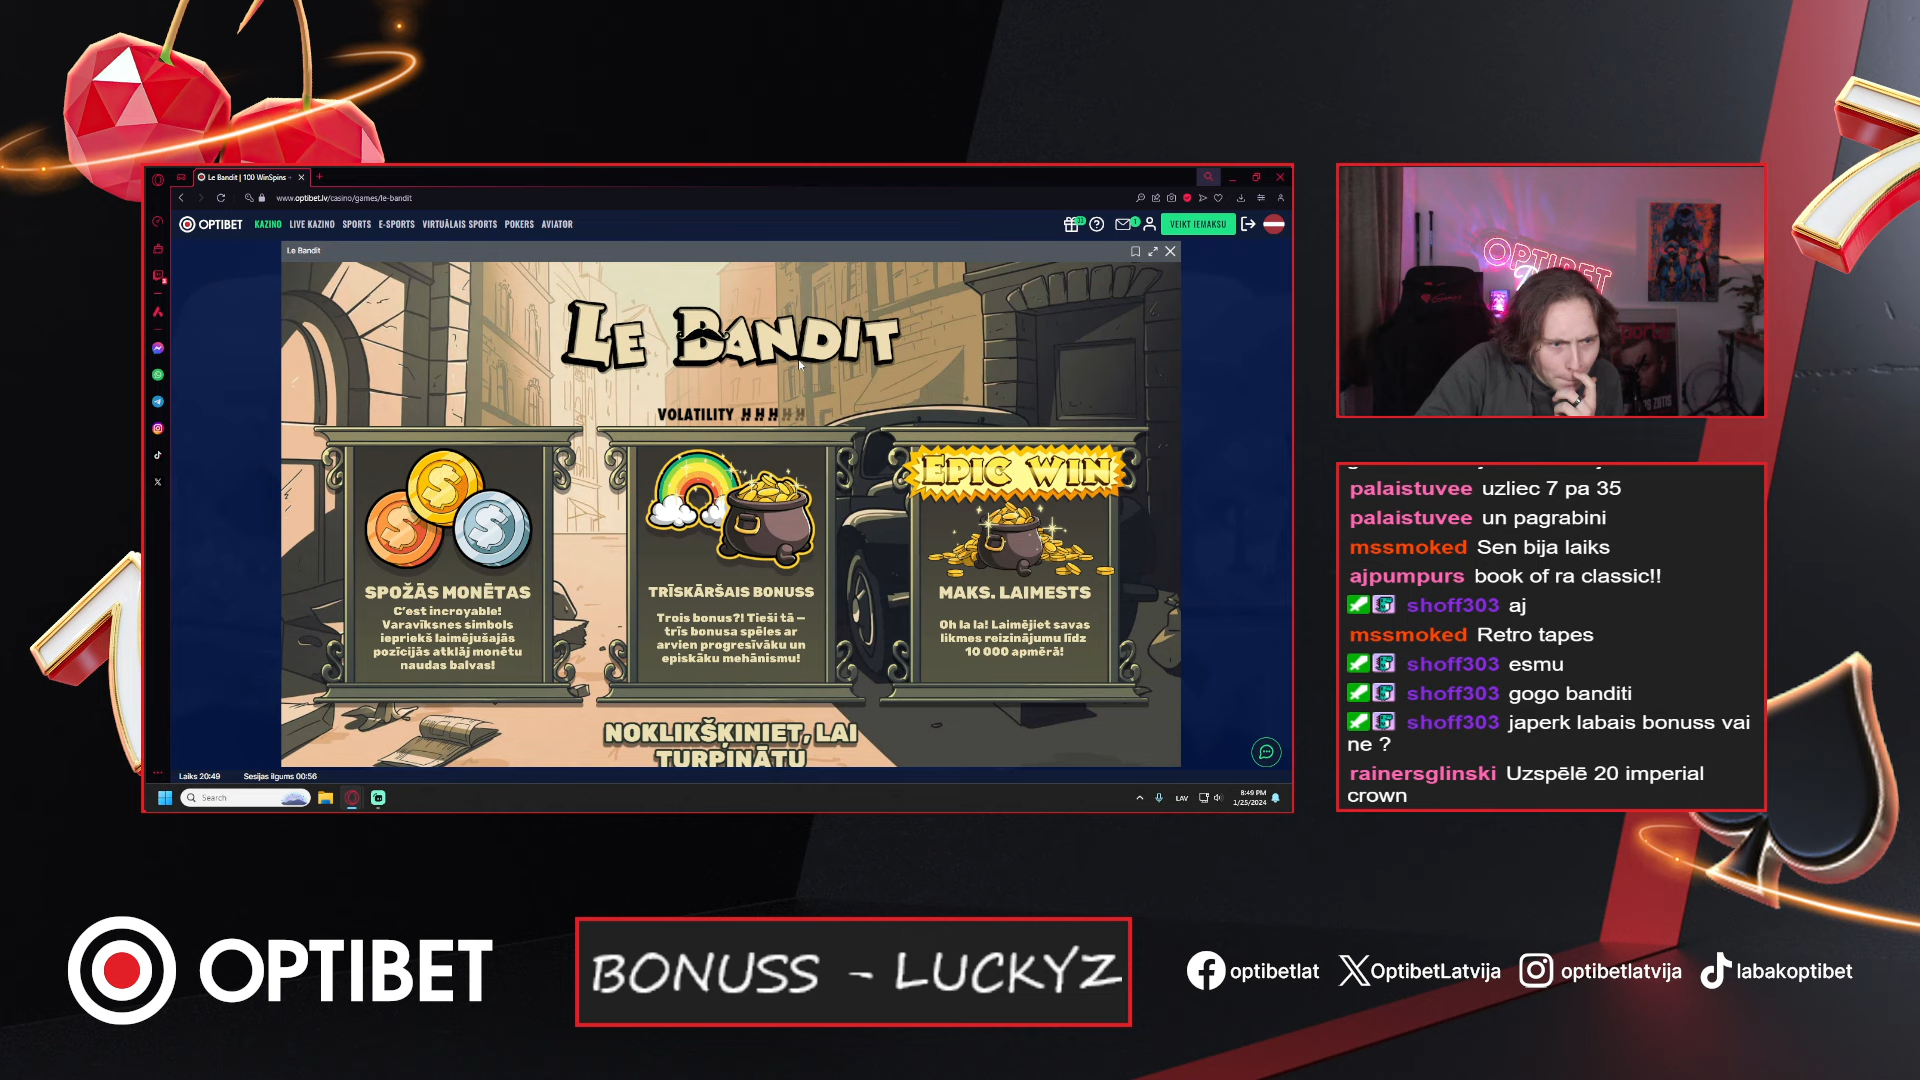 Le Bandit | 100 WinSpins -
www.optibet.lv/casino/games/le-bandit
OPTIBET
KAZINO LIVE KAZINO SPORTS E-SPORTS VIRTUĀLAIS SPORTS POKERS AVIATOR
VEIKT IEMAKSU
Le Bandit
LE BANDIT
VOLATILITY
SPOŽĀS MONĒTAS
C'est incroyable!
Varavīksnes simbols
iepriekš laimējušajās
pozīcijās atklāj monētu
naudas balvas!
TRĪSKĀRŠAIS BONUSS
Trois bonus?! Tieši tā –
trīs bonusa spēles ar
arvien progresīvāku un
episkāku mehānismu!
EPIC WIN
MAKS. LAIMESTS
Oh la la! Laimējiet savas
likmes reizinājumu līdz
10 000 apmērā!
NOKLIKŠĶINIET, LAI
TURPINĀTU
Laiks 20:49 Sesijas ilgums 00:56
Search
LAV
8:49 PM
1/25/2024
OPTIBET
palaistuvee uzliec 7 pa 35
palaistuvee un pagrabini
mssmoked Sen bija laiks
ajpumpurs book of ra classic!!
shoff303 aj
mssmoked Retro tapes
shoff303 esmu
shoff303 gogo banditi
shoff303 japerk labais bonuss vai
ne ?
rainersglinski Uzspēlē 20 imperial
crown
OPTIBET
BONUSS - LUCKYZ
optibetlat
OptibetLatvija
optibetlatvija
labakoptibet